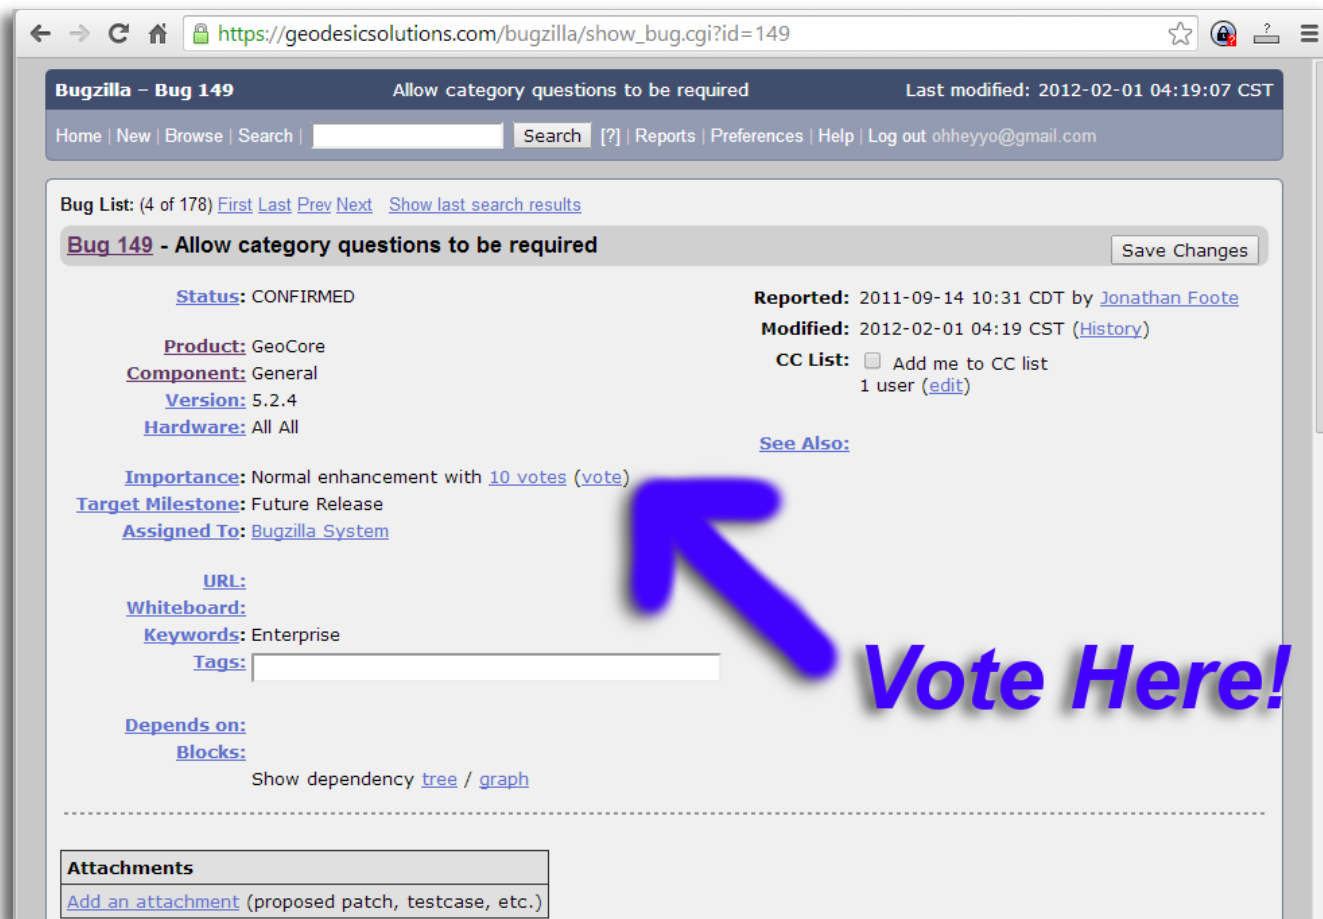 https://geodesicsolutions.com/bugzilla/show_bug.cgi?id=149
?
Bugzilla – Bug 149 Allow category questions to be required Last modified: 2012-02-01 04:19:07 CST
Home | New | Browse | Search | Search [?] | Reports | Preferences | Help | Log out ohheyyo@gmail.com
Bug List: (4 of 178) First Last Prev Next Show last search results
Bug 149 - Allow category questions to be required Save Changes
Status: CONFIRMED
Product: GeoCore
Component: General
Version: 5.2.4
Hardware: All All
Importance: Normal enhancement with 10 votes (vote)
Target Milestone: Future Release
Assigned To: Bugzilla System
URL:
Whiteboard:
Keywords: Enterprise
Tags:
Depends on:
Blocks:
Show dependency tree / graph
Reported: 2011-09-14 10:31 CDT by Jonathan Foote
Modified: 2012-02-01 04:19 CST (History)
CC List: Add me to CC list
1 user (edit)
See Also:
Vote Here!
Attachments
Add an attachment (proposed patch, testcase, etc.)